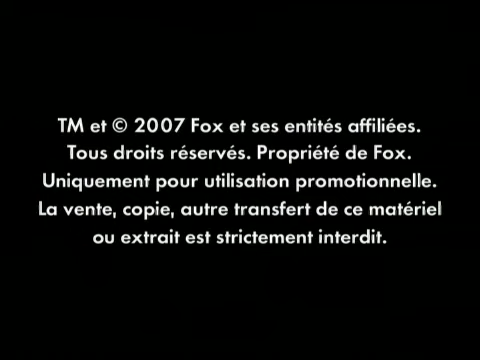 TM et © 2007 Fox et ses entités affiliées.
Tous droits réservés. Propriété de Fox.
Uniquement pour utilisation promotionnelle.
La vente, copie, autre transfert de ce matériel
ou extrait est strictement interdit.